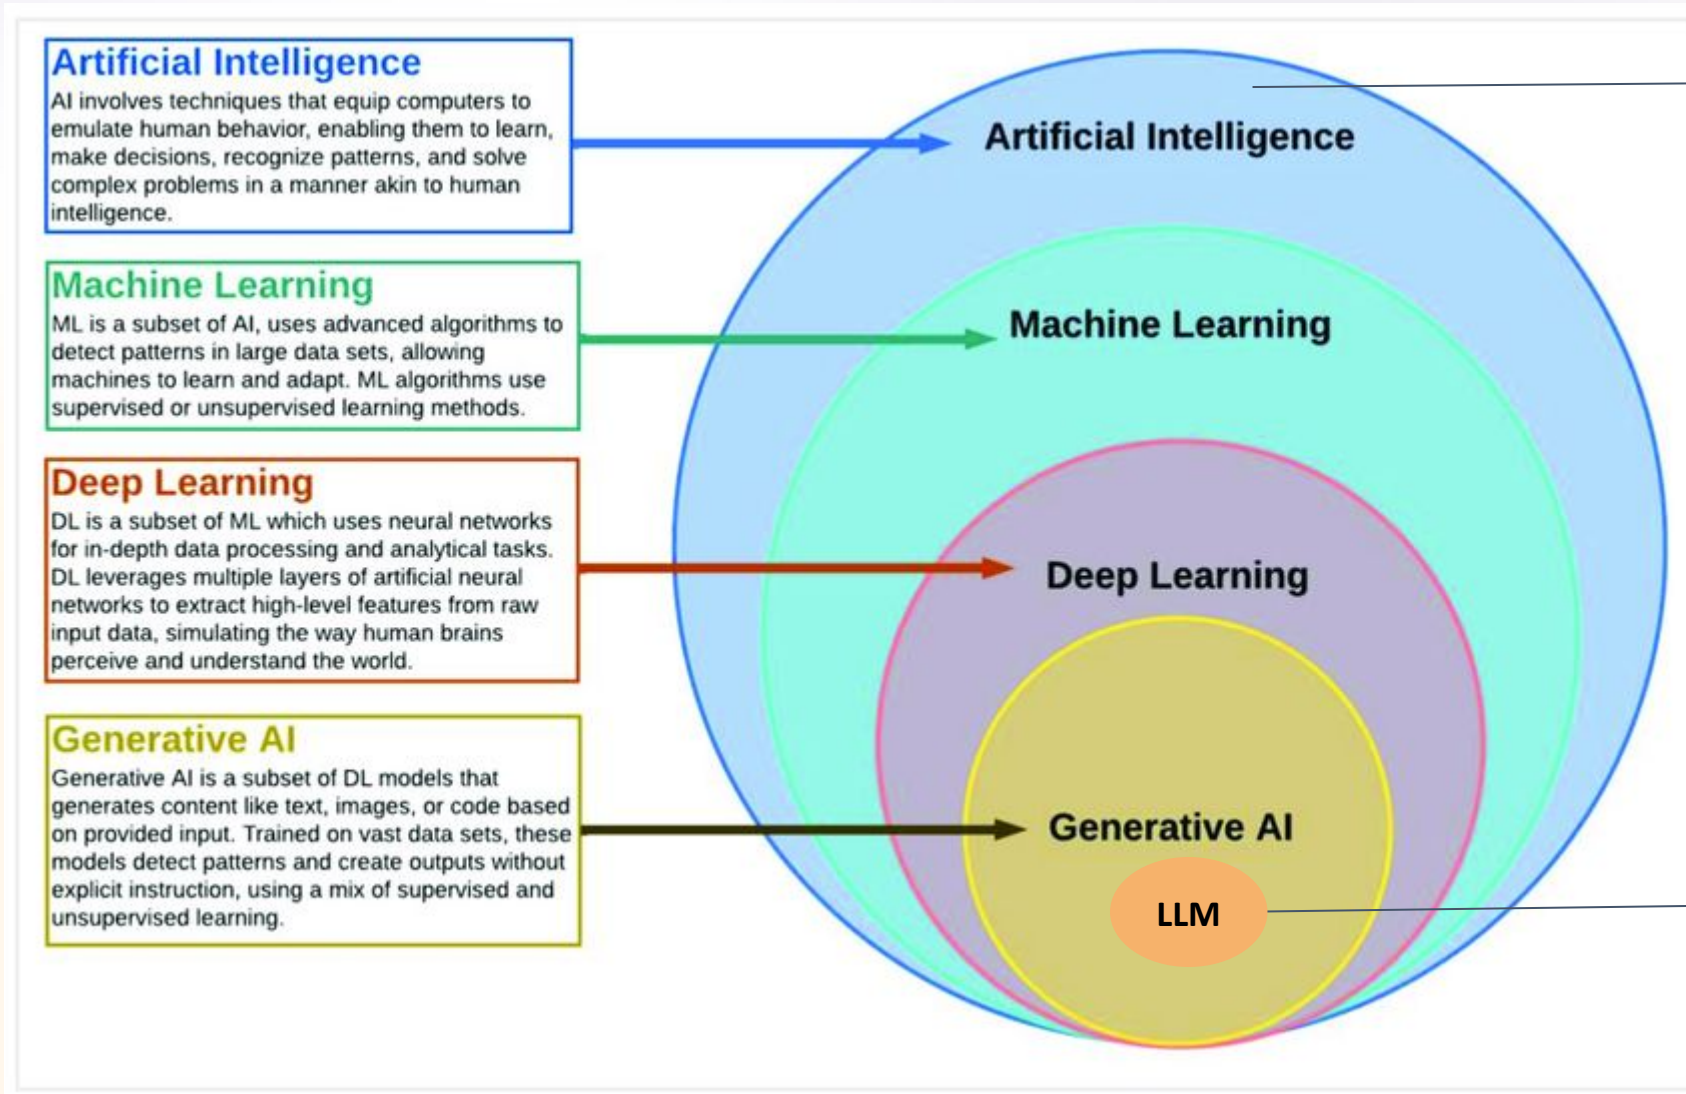 Artificial Intelligence
AI involves techniques that equip computers to
emulate human behavior, enabling them to learn,
make decisions, recognize patterns, and solve
complex problems in a manner akin to human
intelligence.
Machine Learning
ML is a subset of AI, uses advanced algorithms to
detect patterns in large data sets, allowing
machines to learn and adapt. ML algorithms use
supervised or unsupervised learning methods.
Deep Learning
DL is a subset of ML which uses neural networks
for in-depth data processing and analytical tasks.
DL leverages multiple layers of artificial neural
networks to extract high-level features from raw
input data, simulating the way human brains
perceive and understand the world.
Generative AI
Generative AI is a subset of DL models that
generates content like text, images, or code based
on provided input. Trained on vast data sets, these
models detect patterns and create outputs without
explicit instruction, using a mix of supervised and
unsupervised learning.
Artificial Intelligence
Machine Learning
Deep Learning
Generative AI
LLM